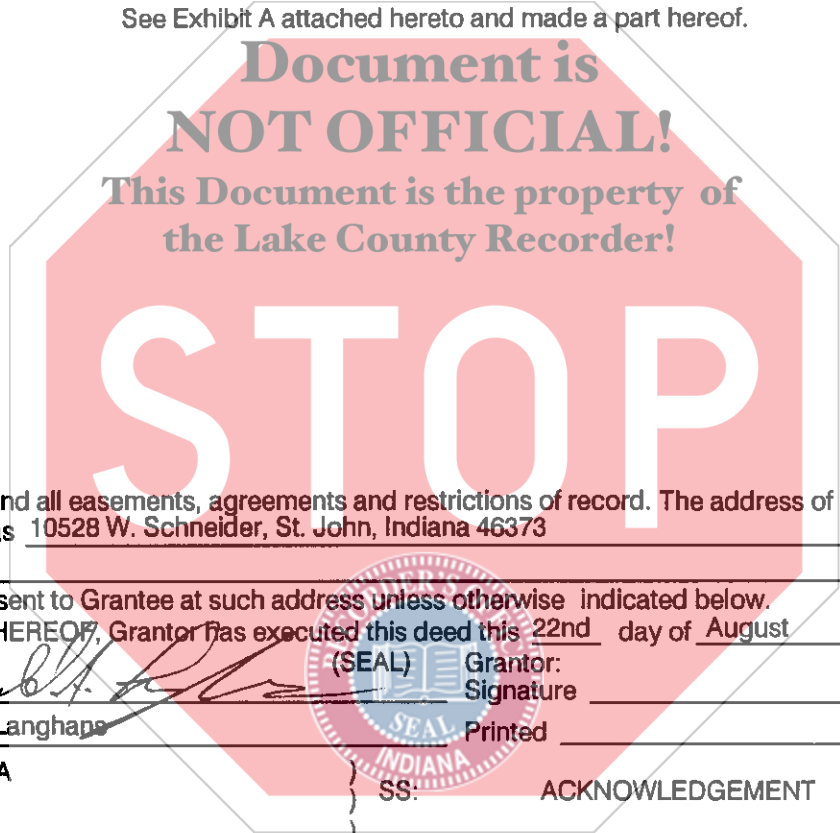 See Exhibit A attached hereto and made a part hereof.
Document is
NOT OFFICIAL!
This Document is the property of
the Lake County Recorder!
STOP
nd all easements, agreements and restrictions of record. The address of
s 10528 W. Schneider, St. John, Indiana 46373
sent to Grantee at such address unless otherwise indicated below.
HEREOF, Grantor has executed this deed this 22nd day of August
(SEAL) Grantor:
Signature
Langhans Printed
RECORDER'S
SEAL
INDIANA
A
SS: ACKNOWLEDGEMENT